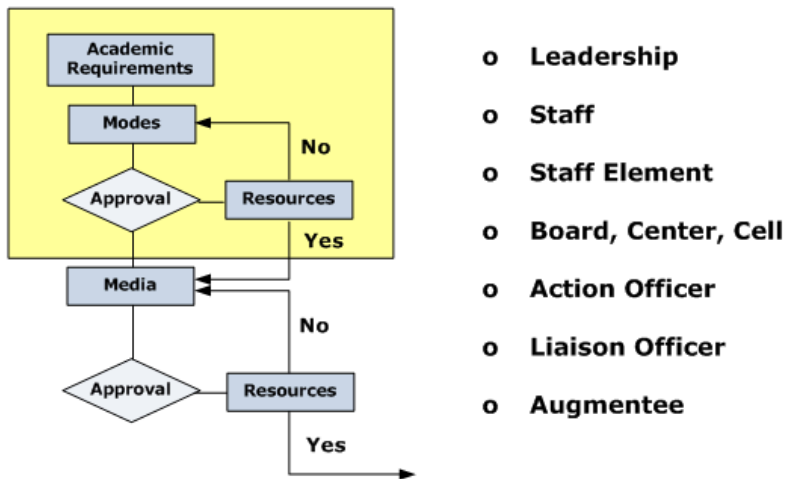 Academic
Requirements
Modes
No
Approval
Resources
Yes
Media
No
Approval
Resources
Yes
o Leadership
o Staff
o Staff Element
o Board, Center, Cell
o Action Officer
o Liaison Officer
o Augmentee